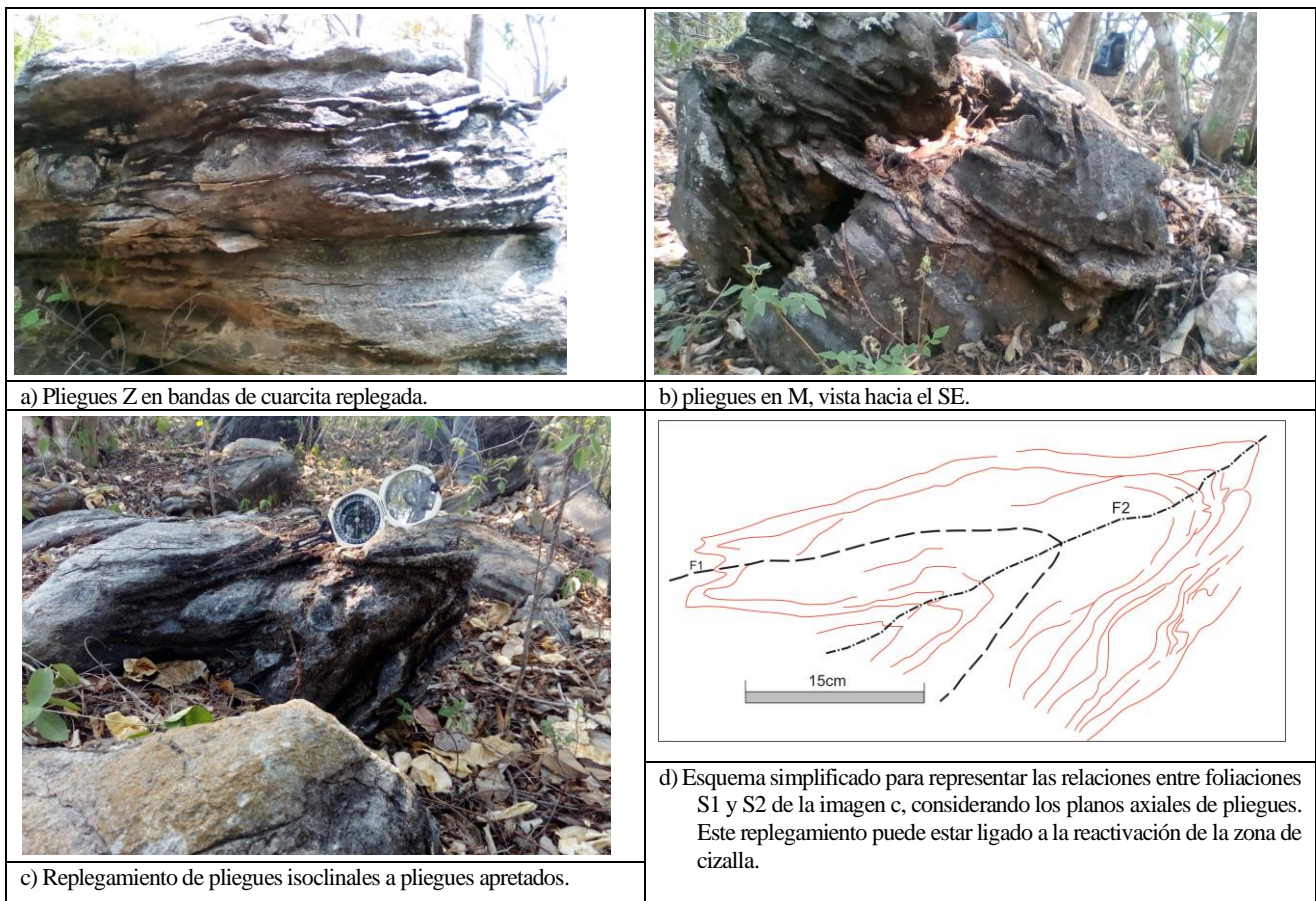 a) Pliegues Z en bandas de cuarcita replegada.
b) pliegues en M, vista hacia el SE.
F1
F2
15cm
c) Replegamiento de pliegues isoclinales a pliegues apretados.
d) Esquema simplificado para representar las relaciones entre foliaciones
S1 y S2 de la imagen c, considerando los planos axiales de pliegues.
Este replegamiento puede estar ligado a la reactivación de la zona de
cizalla.